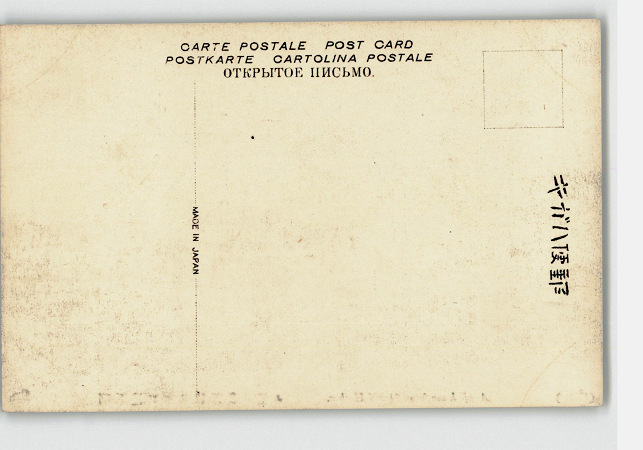 CARTE POSTALE POST CARD
POSTKARTE CARTOLINA POSTALE
ОТКРЫТОЕ ПИСЬМО.
MADE IN JAPAN
キガハ便郵